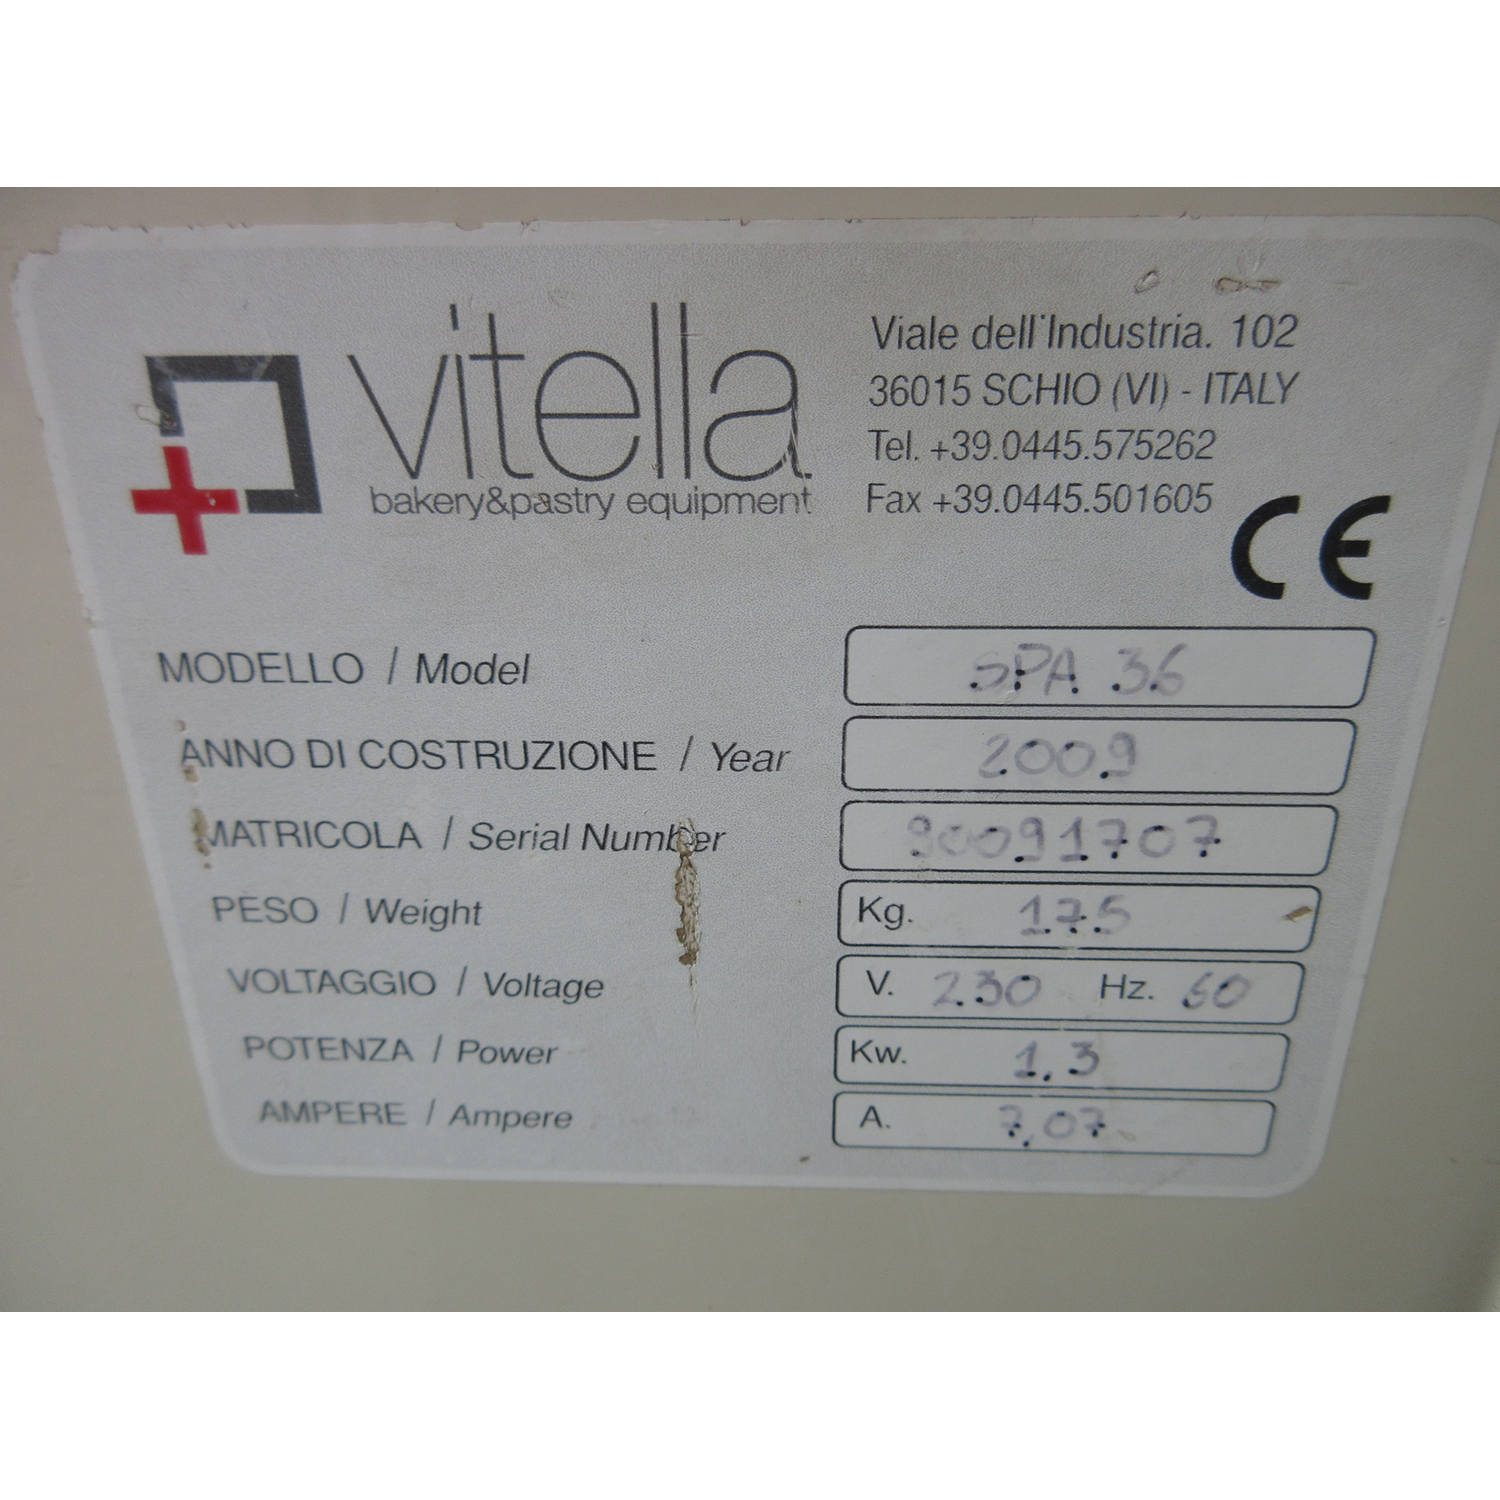 vitella
bakery&pastry equipment
Viale dell'Industria. 102
36015 SCHIO (VI) - ITALY
Tel. +39.0445.575262
Fax +39.0445.501605
CE
MODELLO / Model SPA 36
ANNO DI COSTRUZIONE / Year 2009
MATRICOLA / Serial Number 90091707
PESO / Weight Kg. 175
VOLTAGGIO / Voltage V. 230 Hz. 60
POTENZA / Power Kw. 1,3
AMPERE / Ampere A. 7,07